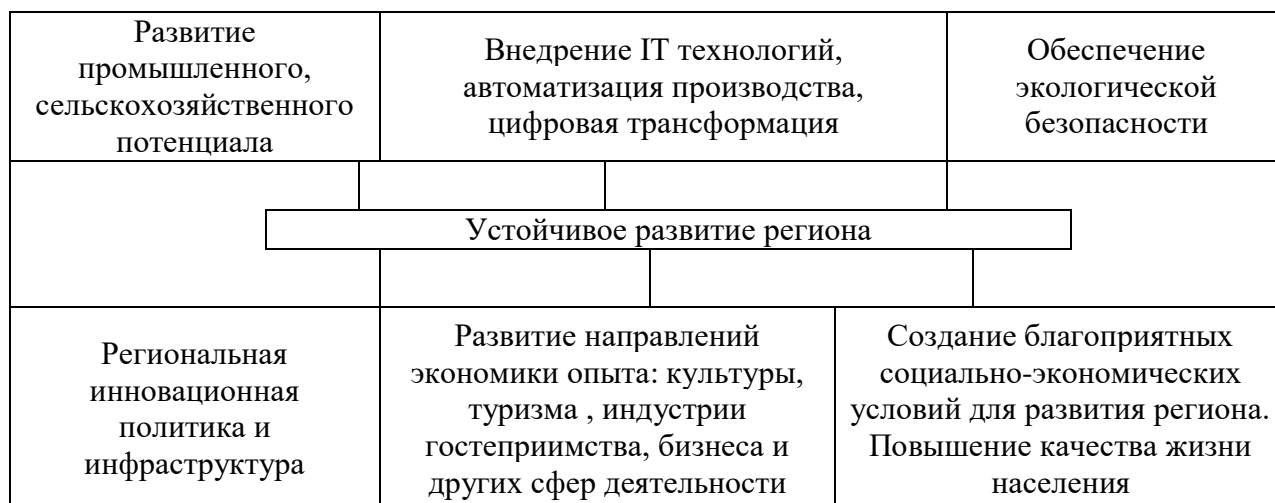 Развитие
промышленного,
сельскохозяйственного
потенциала
Внедрение IT технологий,
автоматизация производства,
цифровая трансформация
Обеспечение
экологической
безопасности
Устойчивое развитие региона
Региональная
инновационная
политика и
инфраструктура
Развитие направлений
экономики опыта: культуры,
туризма , индустрии
гостеприимства, бизнеса и
других сфер деятельности
Создание благоприятных
социально-экономических
условий для развития региона.
Повышение качества жизни
населения